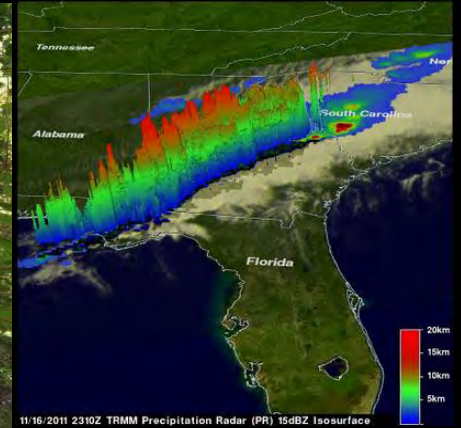 Tennessee
Nor
South Carolina
Alabama
Florida
20km
15km
10km
5km
11/16/2011 2310Z TRMM Precipitation Radar (PR) 15dBZ Isosurface